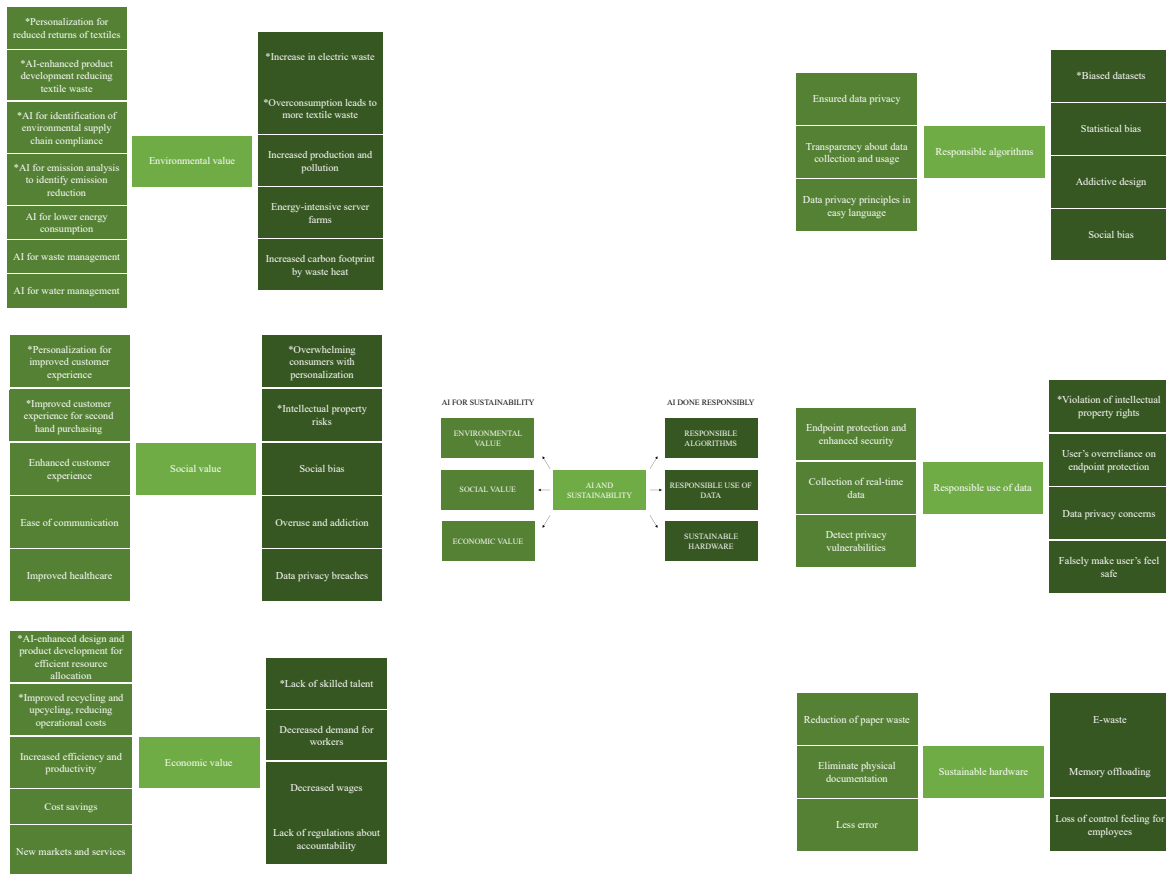 *Personalization for
reduced returns of textiles
*AI-enhanced product
development reducing
textile waste
*AI for identification of
environmental supply
chain compliance
*AI for emission analysis
to identify emission
reduction
AI for lower energy
consumption
AI for waste management
AI for water management
Environmental value
*Increase in electric waste
*Overconsumption leads to
more textile waste
Increased production and
pollution
Energy-intensive server
farms
Increased carbon footprint
by waste heat
Ensured data privacy
Transparency about data
collection and usage
Data privacy principles in
easy language
Responsible algorithms
*Biased datasets
Statistical bias
Addictive design
Social bias
*Personalization for
improved customer
experience
*Improved customer
experience for second
hand purchasing
Enhanced customer
experience
Ease of communication
Improved healthcare
Social value
*Overwhelming
consumers with
personalization
*Intellectual property
risks
Social bias
Overuse and addiction
Data privacy breaches
AI FOR SUSTAINABILITY
ENVIRONMENTAL
VALUE
SOCIAL VALUE
ECONOMIC VALUE
AI AND
SUSTAINABILITY
AI DONE RESPONSIBLY
RESPONSIBLE
ALGORITHMS
RESPONSIBLE USE OF
DATA
SUSTAINABLE
HARDWARE
Endpoint protection and
enhanced security
Collection of real-time
data
Detect privacy
vulnerabilities
Responsible use of data
*Violation of intellectual
property rights
User’s overreliance on
endpoint protection
Data privacy concerns
Falsely make user’s feel
safe
*AI-enhanced design and
product development for
efficient resource
allocation
*Improved recycling and
upcycling, reducing
operational costs
Increased efficiency and
productivity
Cost savings
New markets and services
Economic value
*Lack of skilled talent
Decreased demand for
workers
Decreased wages
Lack of regulations about
accountability
Reduction of paper waste
Eliminate physical
documentation
Less error
Sustainable hardware
E-waste
Memory offloading
Loss of control feeling for
employees